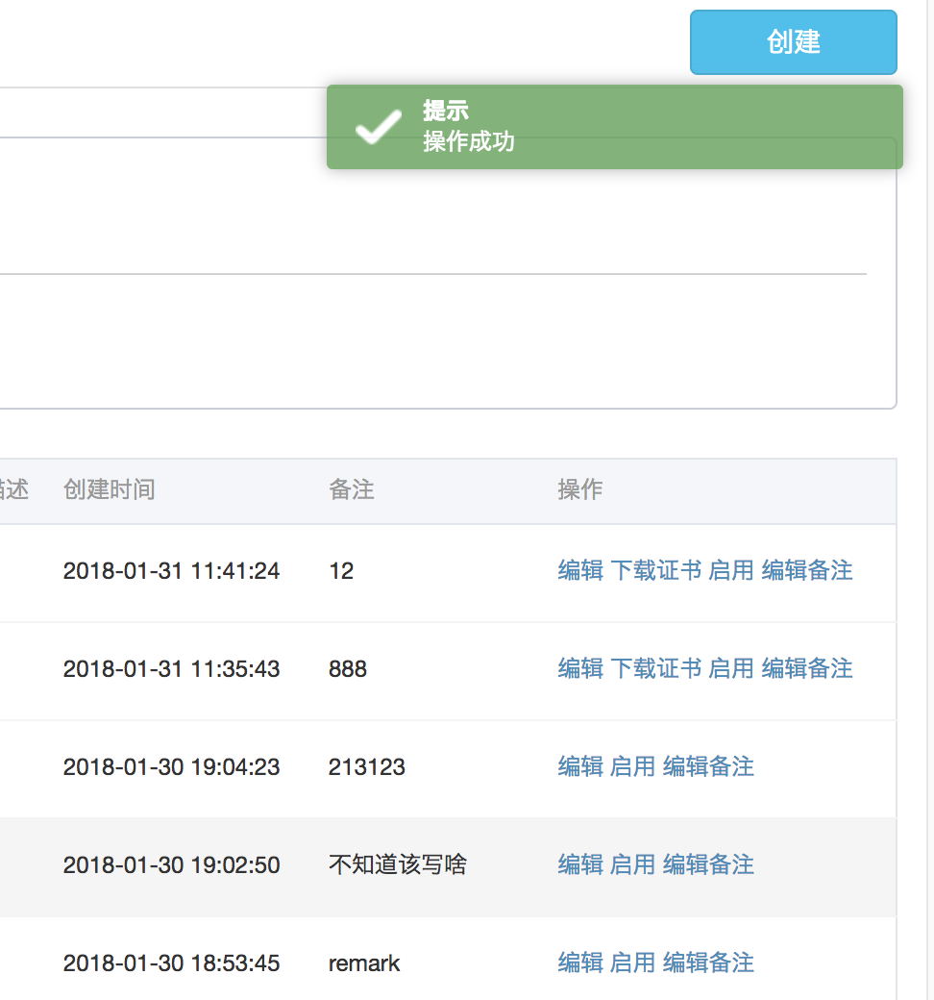 创建
提示
操作成功
描述 创建时间 备注 操作
2018-01-31 11:41:24 12 编辑 下载证书 启用 编辑备注
2018-01-31 11:35:43 888 编辑 下载证书 启用 编辑备注
2018-01-30 19:04:23 213123 编辑 启用 编辑备注
2018-01-30 19:02:50 不知道该写啥 编辑 启用 编辑备注
2018-01-30 18:53:45 remark 编辑 启用 编辑备注